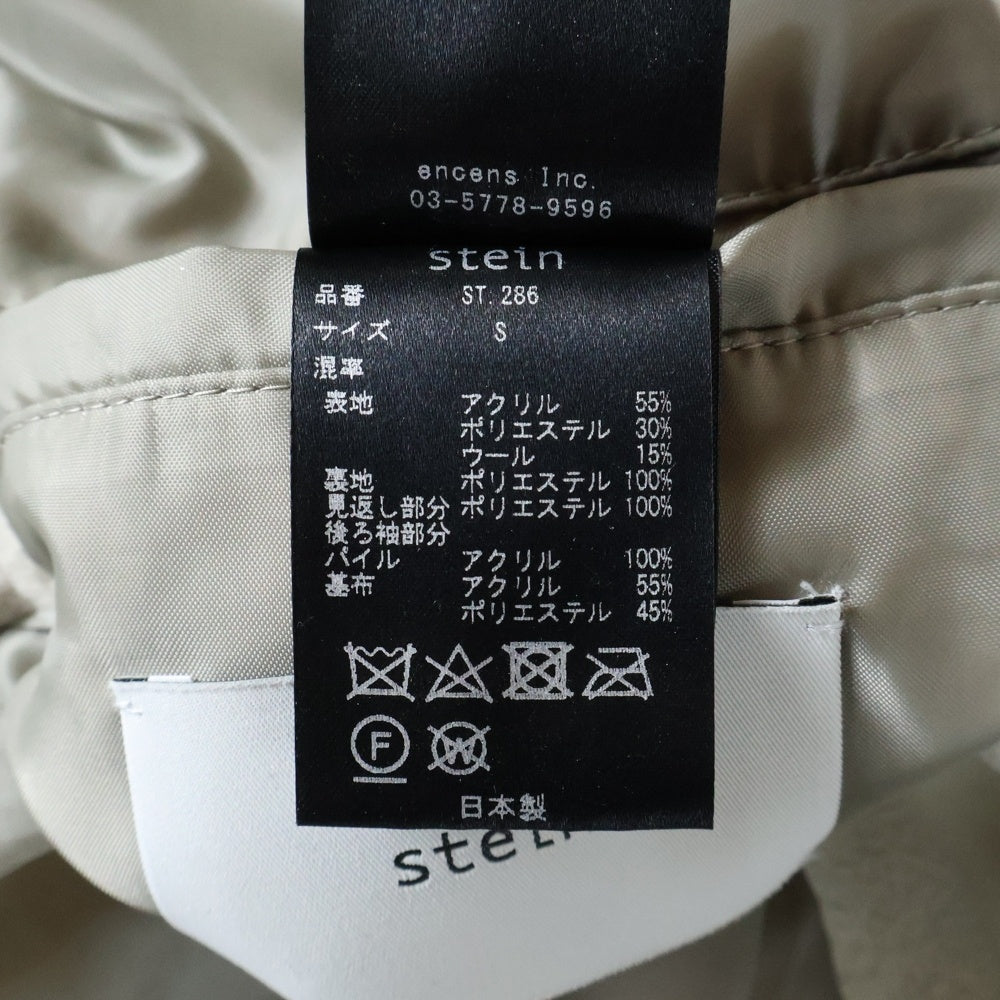 encens Inc.
03-5778-9596
stein
品番 ST.286
サイズ S
混率
表地 アクリル 55%
ポリエステル 30%
ウール 15%
裏地 ポリエステル 100%
見返し部分 ポリエステル 100%
後ろ袖部分
パイル アクリル 100%
基布 アクリル 55%
ポリエステル 45%
F W
日本製
stein